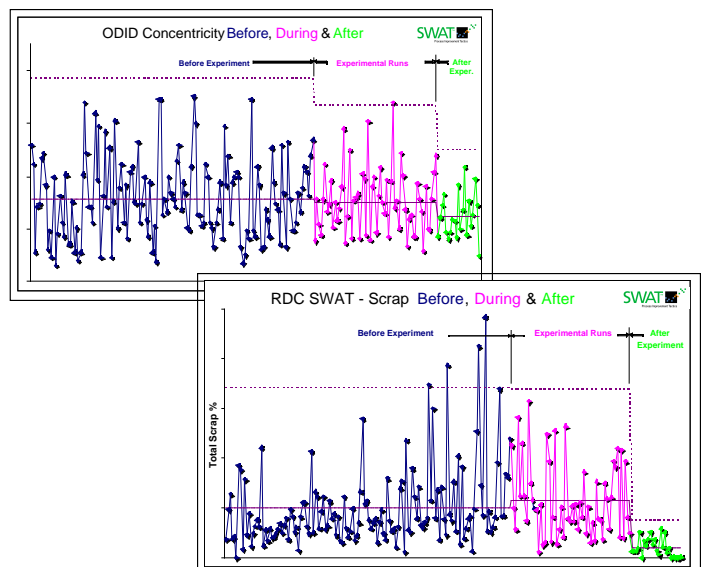 ODID Concentricity Before, During & After
SWAT
Before Experiment
Experimental Runs
After
Exper.
RDC SWAT - Scrap Before, During & After
SWAT
Before Experiment
Experimental Runs
After
Experiment
Total Scrap %